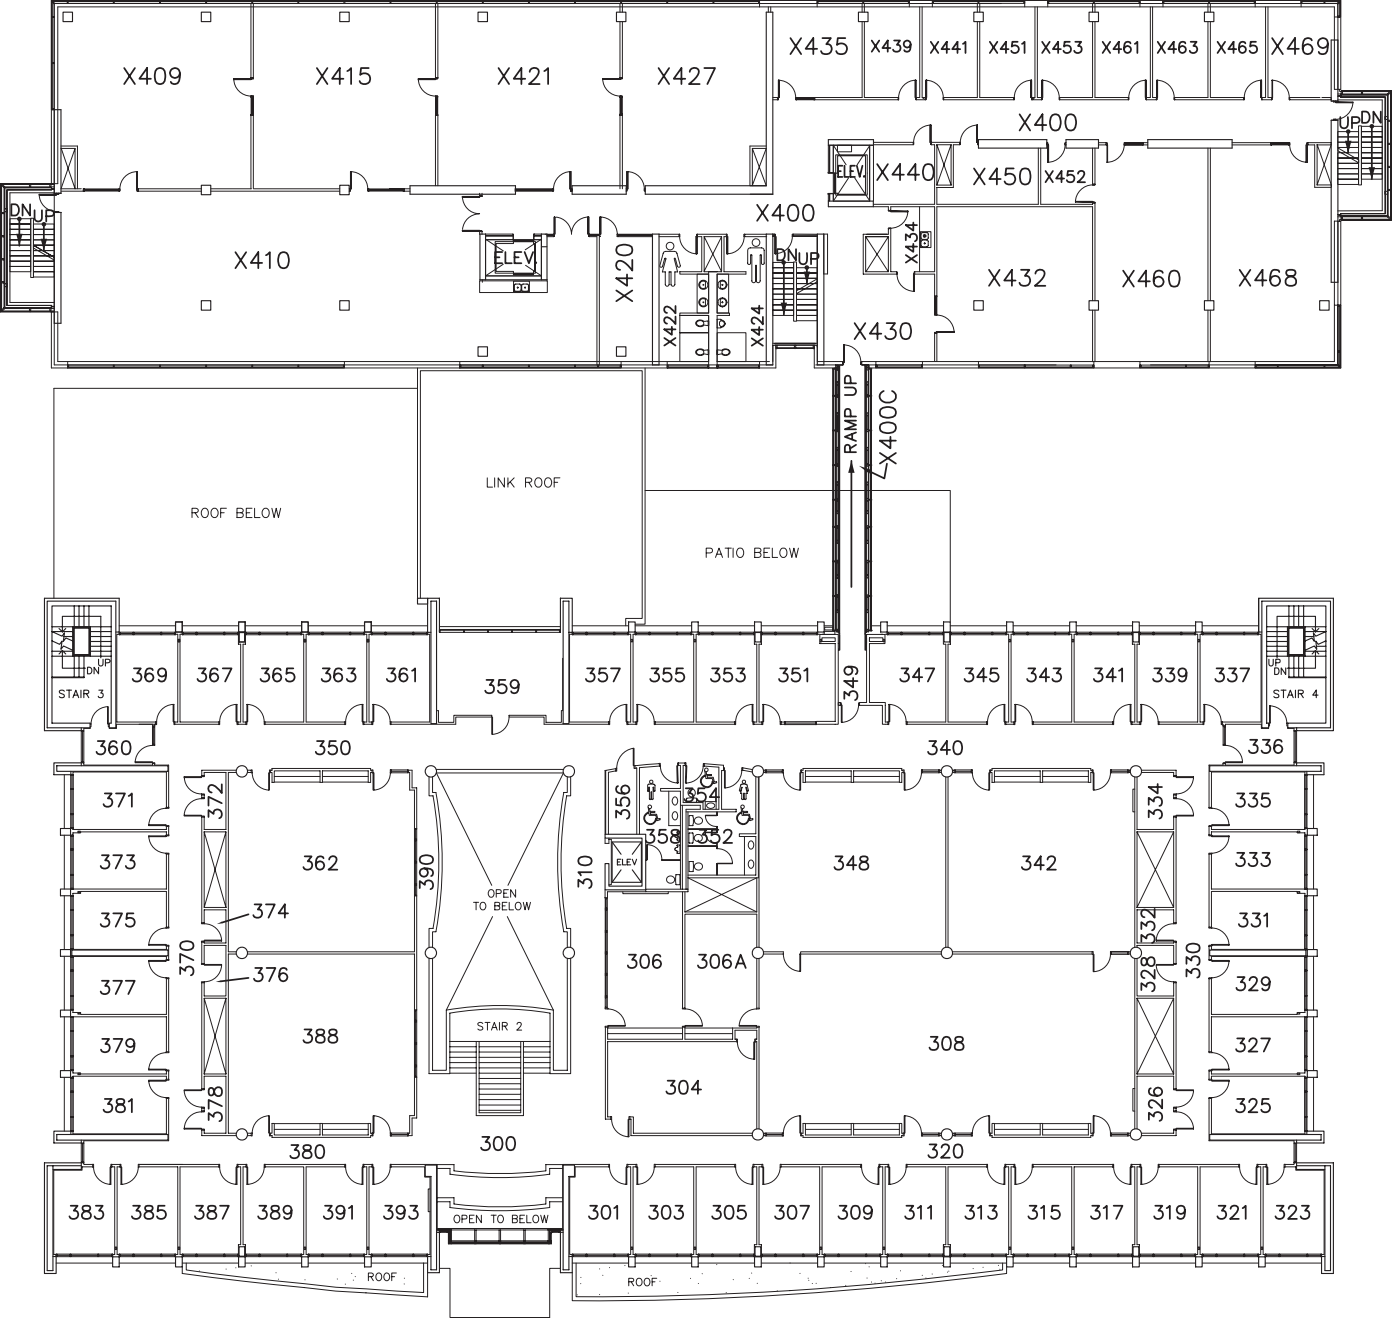 X409
X415
X421
X427
X435
X439
X441
X451
X453
X461
X463
X465
X469
X400
UP
DN
ELEV.
X440
X450
X452
DN
UP
X400
X410
ELEV.
X420
X422
X424
DN
UP
X434
X430
X432
X460
X468
RAMP UP
X400C
LINK ROOF
ROOF BELOW
PATIO BELOW
UP
DN
STAIR 3
369
367
365
363
361
359
357
355
353
351
349
347
345
343
341
339
337
UP
DN
STAIR 4
360
350
340
336
371
372
362
390
OPEN
TO BELOW
310
356
358
354
352
ELEV
348
342
334
335
373
333
375
374
332
331
370
376
306
306A
328
330
377
329
STAIR 2
379
388
308
327
304
381
378
326
325
380
300
320
383
385
387
389
391
393
OPEN TO BELOW
301
303
305
307
309
311
313
315
317
319
321
323
ROOF
ROOF